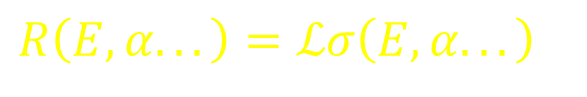 R(E, α...) = ℒσ(E, α...)